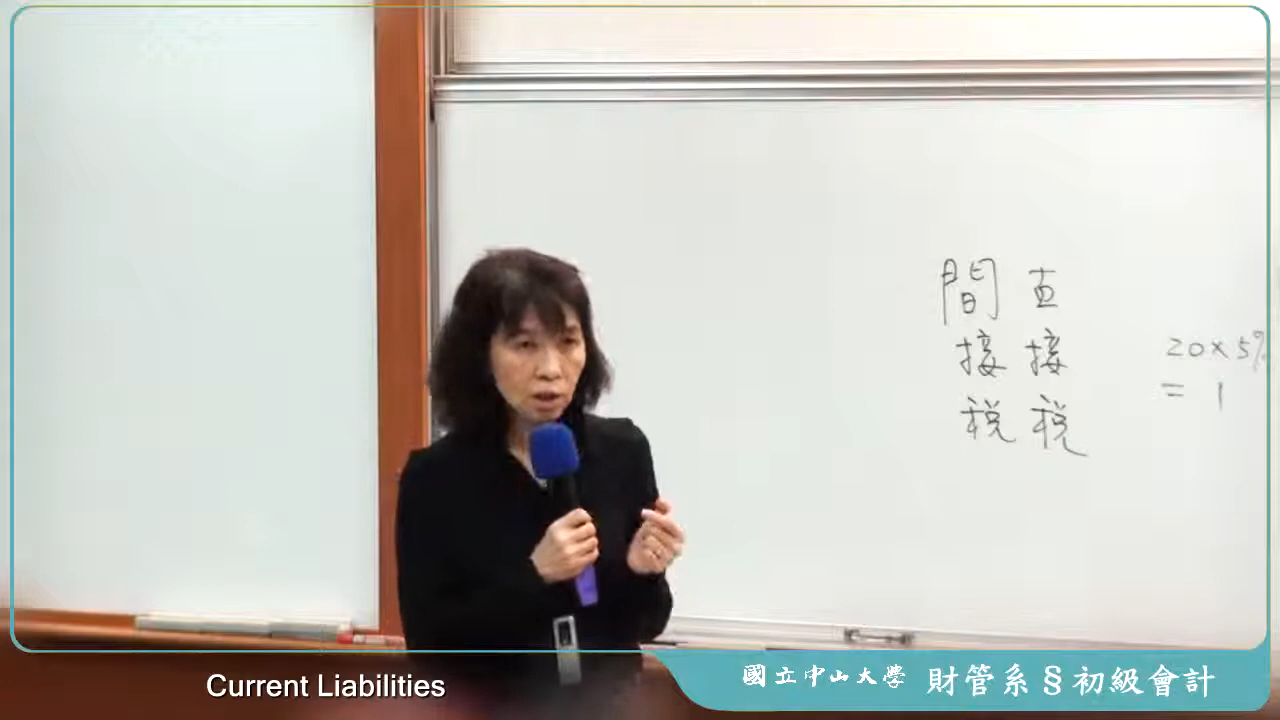 直接稅
間接稅
20×5%
= 1
Current Liabilities
國立中山大學 財管系§初級會計